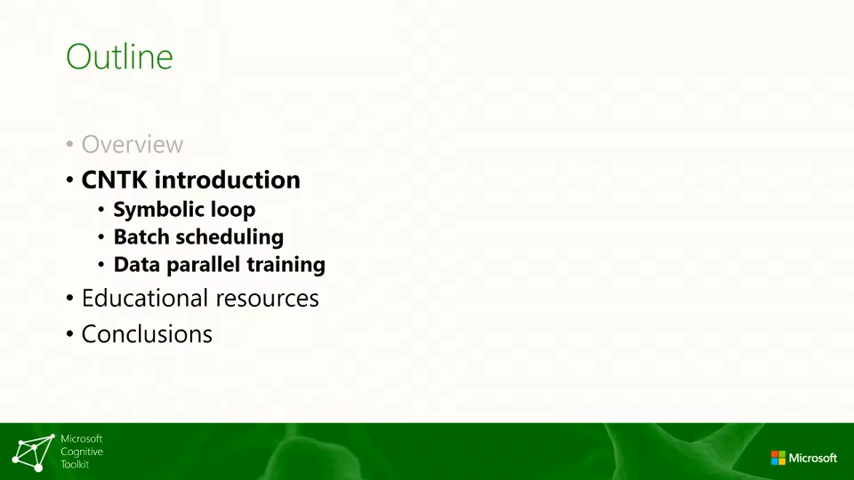 Outline
• Overview
• CNTK introduction
• Symbolic loop
• Batch scheduling
• Data parallel training
• Educational resources
• Conclusions
Microsoft
Cognitive
Toolkit
Microsoft